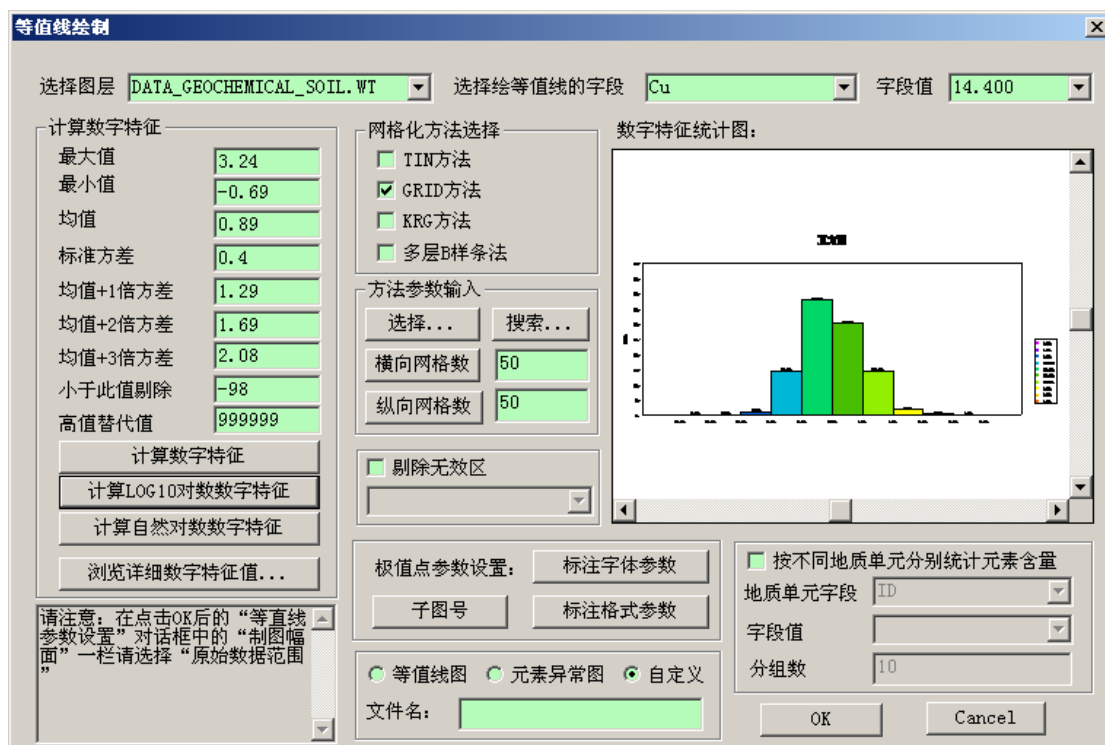 等值线绘制
选择图层 DATA_GEOCHEMICAL_SOIL.WT 选择绘等值线的字段 Cu 字段值 14.400
计算数字特征
最大值 3.24
最小值 -0.69
均值 0.89
标准方差 0.4
均值+1倍方差 1.29
均值+2倍方差 1.69
均值+3倍方差 2.08
小于此值剔除 -98
高值替代值 999999
计算数字特征
计算LOG10对数数字特征
计算自然对数数字特征
浏览详细数字特征值...
请注意：在点击OK后的“等直线
参数设置”对话框中的“制图幅
面”一栏请选择“原始数据范围
”
网格化方法选择
TIN方法
GRID方法
KRG方法
多层B样条法
方法参数输入
选择... 搜索...
横向网格数 50
纵向网格数 50
剔除无效区
数字特征统计图：
极值点参数设置： 标注字体参数
子图号 标注格式参数
等值线图 元素异常图 自定义
文件名：
按不同地质单元分别统计元素含量
地质单元字段 ID
字段值
分组数 10
OK Cancel